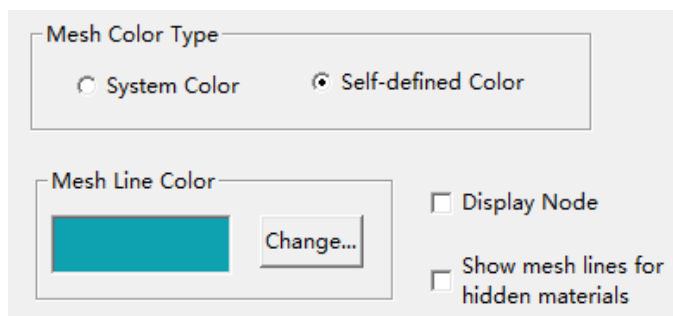 Mesh Color Type
System Color
Self-defined Color
Mesh Line Color
Change...
Display Node
Show mesh lines for
hidden materials